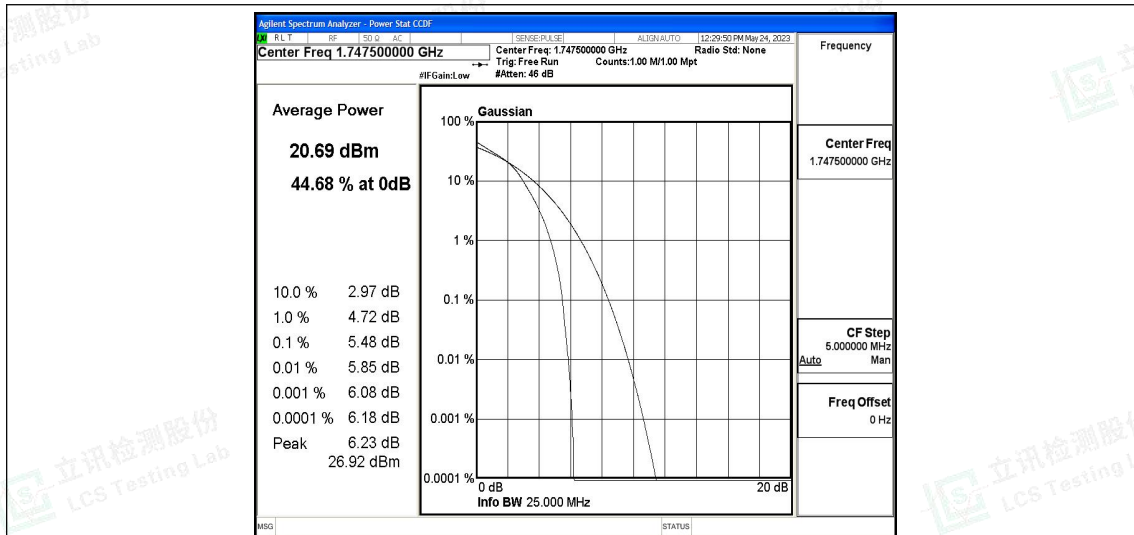 Agilent Spectrum Analyzer - Power Stat CCDF
LXI RLT RF 50 Ω AC SENSE:PULSE ALIGN AUTO 12:29:50 PM May 24, 2023
Center Freq 1.747500000 GHz
Center Freq: 1.747500000 GHz Radio Std: None
Trig: Free Run Counts:1.00 M/1.00 Mpt
#IFGain:Low #Atten: 46 dB
Frequency
Average Power
20.69 dBm
44.68 % at 0dB
10.0 % 2.97 dB
1.0 % 4.72 dB
0.1 % 5.48 dB
0.01 % 5.85 dB
0.001 % 6.08 dB
0.0001 % 6.18 dB
Peak 6.23 dB
26.92 dBm
Gaussian
100 %
10 %
1 %
0.1 %
0.01 %
0.001 %
0.0001 %
0 dB 20 dB
Info BW 25.000 MHz
Center Freq
1.747500000 GHz
CF Step
5.000000 MHz
Auto Man
Freq Offset
0 Hz
MSG STATUS
立讯检测股份
LCS Testing Lab
立讯检测股份
LCS Testing L